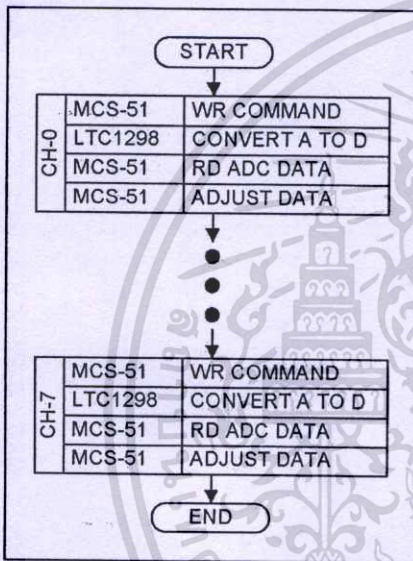 START
CH-0
MCS-51 WR COMMAND
LTC1298 CONVERT A TO D
MCS-51 RD ADC DATA
MCS-51 ADJUST DATA
CH-7
MCS-51 WR COMMAND
LTC1298 CONVERT A TO D
MCS-51 RD ADC DATA
MCS-51 ADJUST DATA
END